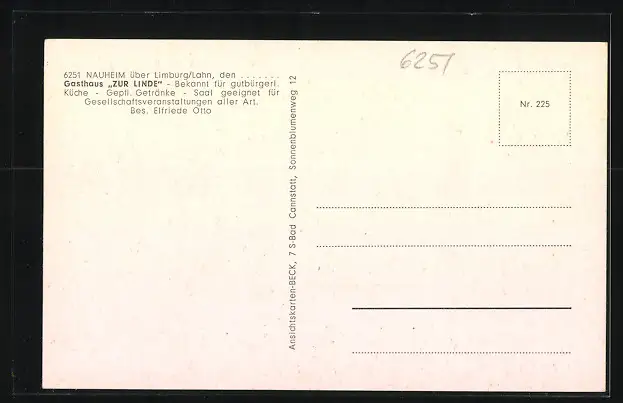 6251 NAUHEIM über Limburg/Lahn, den .......
Gasthaus „ZUR LINDE" - Bekannt für gutbürgerl.
Küche - Gepfl. Getränke - Saal geeignet für
Gesellschaftsveranstaltungen aller Art.
Bes. Elfriede Otto
Ansichtskarten-BECK, 7 S-Bad Cannstatt, Sonnenblumenweg 12
6251
Nr. 225